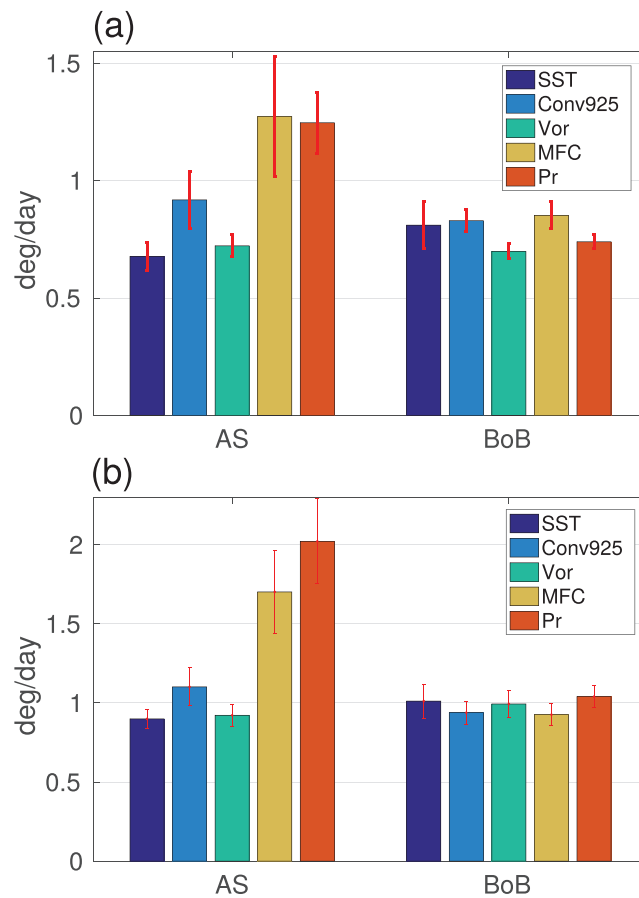 (a)
1.5
1
0.5
0
deg/day
SST
Conv925
Vor
MFC
Pr
AS
BoB
(b)
2
1.5
1
0.5
0
deg/day
SST
Conv925
Vor
MFC
Pr
AS
BoB